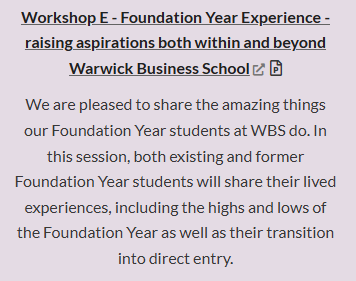 Workshop E - Foundation Year Experience -
raising aspirations both within and beyond
Warwick Business School
We are pleased to share the amazing things
our Foundation Year students at WBS do. In
this session, both existing and former
Foundation Year students will share their lived
experiences, including the highs and lows of
the Foundation Year as well as their transition
into direct entry.